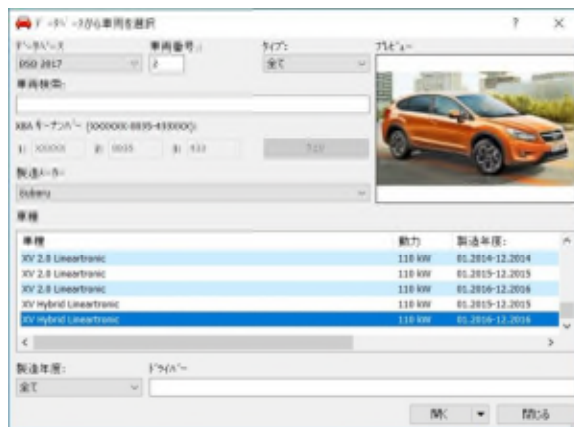 データベースから車両を選択
データベース 車両番号: タイプ: プレビュー
DSD 2017 2 全て
車両検索:
KBA キーナンバー (XXXXXX-0035-433XXX):
1) XXXXXX 2) 0035 3) 433
製造メーカー
Subaru
車種
車種 動力 製造年度:
XV 2.0 Lineartronic 110 kW 01.2014-12.2014
XV 2.0 Lineartronic 110 kW 01.2015-12.2015
XV 2.0 Lineartronic 110 kW 01.2016-12.2016
XV Hybrid Lineartronic 110 kW 01.2015-12.2015
XV Hybrid Lineartronic 110 kW 01.2016-12.2016
製造年度: ドライバー
全て
開く 閉じる